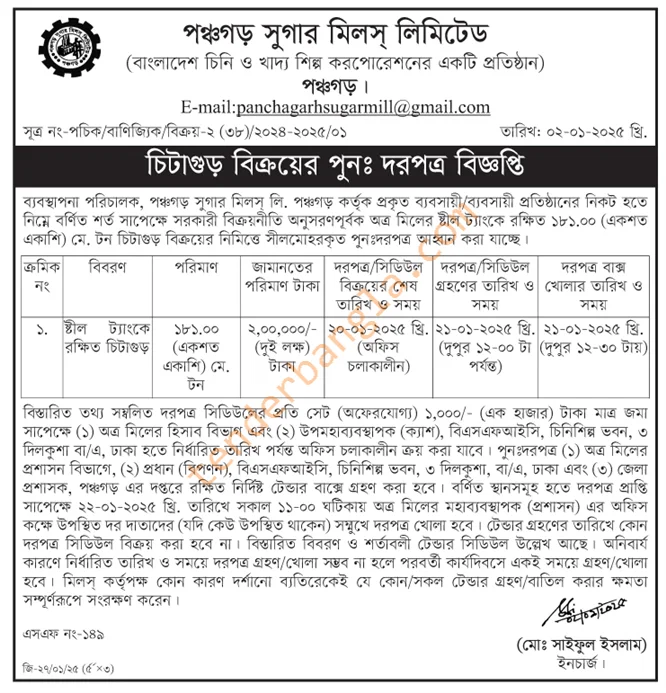 পঞ্চগড় সুগার মিলস্ লিমিটেড
(বাংলাদেশ চিনি ও খাদ্য শিল্প করপোরেশনের একটি প্রতিষ্ঠান)
পঞ্চগড়।
E-mail:panchagarhsugarmill@gmail.com
সূত্র নং-পচিক/বাণিজ্যিক/বিক্রয়-২ (৩৮)/২০২৪-২০২৫/০১ তারিখ: ০২-০১-২০২৫ খ্রি.
চিটাগুড় বিক্রয়ের পুনঃ দরপত্র বিজ্ঞপ্তি
ব্যবস্থাপনা পরিচালক, পঞ্চগড় সুগার মিলস্ লি. পঞ্চগড় কর্তৃক প্রকৃত ব্যবসায়ী/ব্যবসায়ী প্রতিষ্ঠানের নিকট হতে
নিম্নে বর্ণিত শর্ত সাপেক্ষে সরকারী বিক্রয়নীতি অনুসরণপূর্বক অত্র মিলের ষ্টীল ট্যাংকে রক্ষিত ১৮১.০০ (একশত
একাশি) মে. টন চিটাগুড় বিক্রয়ের নিমিত্তে সীলমোহরকৃত পুনঃদরপত্র আহবান করা যাচ্ছে।
ক্রমিক নং | বিবরণ | পরিমাণ | জামানতের পরিমাণ টাকা | দরপত্র/সিডিউল বিক্রয়ের শেষ তারিখ ও সময় | দরপত্র/সিডিউল গ্রহণের তারিখ ও সময় | দরপত্র বাক্স খোলার তারিখ ও সময়
১. | ষ্টীল ট্যাংকে রক্ষিত চিটাগুড় | ১৮১.০০ (একশত একাশি) মে. টন | ২,০০,০০০/- (দুই লক্ষ) টাকা | ২০-০১-২০২৫ খ্রি. (অফিস চলাকালীন) | ২১-০১-২০২৫ খ্রি. (দুপুর ১২-০০ টা পর্যন্ত) | ২১-০১-২০২৫ খ্রি. (দুপুর ১২-৩০ টায়)
বিস্তারিত তথ্য সম্বলিত দরপত্র সিডিউলের প্রতি সেট (অফেরযোগ্য) ১,০০০/- (এক হাজার) টাকা মাত্র জমা
সাপেক্ষে (১) অত্র মিলের হিসাব বিভাগ এবং (২) উপমহাব্যবস্থাপক (ক্যাশ), বিএসএফআইসি, চিনিশিল্প ভবন, ৩
দিলকুশা বা/এ, ঢাকা হতে নির্ধারিত তারিখ পর্যন্ত অফিস চলাকালীন ক্রয় করা যাবে। পুনঃদরপত্র (১) অত্র মিলের
প্রশাসন বিভাগে, (২) প্রধান (বিপণন), বিএসএফআইসি, চিনিশিল্প ভবন, ৩ দিলকুশা, বা/এ, ঢাকা এবং (৩) জেলা
প্রশাসক, পঞ্চগড় এর দপ্তরে রক্ষিত নির্দিষ্ট টেন্ডার বাক্সে গ্রহণ করা হবে। বর্ণিত স্থানসমূহ হতে দরপত্র প্রাপ্তি
সাপেক্ষে ২২-০১-২০২৫ খ্রি. তারিখে সকাল ১১-০০ ঘটিকায় অত্র মিলের মহাব্যবস্থাপক (প্রশাসন) এর অফিস
কক্ষে উপস্থিত দর দাতাদের (যদি কেউ উপস্থিত থাকেন) সম্মুখে দরপত্র খোলা হবে। টেন্ডার গ্রহণের তারিখে কোন
দরপত্র সিডিউল বিক্রয় করা হবে না। বিস্তারিত বিবরণ ও শর্তাবলী টেন্ডার সিডিউল উল্লেখ আছে। অনিবার্য
কারণে নির্ধারিত তারিখ ও সময়ে দরপত্র গ্রহণ/খোলা সম্ভব না হলে পরবর্তী কার্যদিবসে একই সময়ে গ্রহণ/খোলা
হবে। মিলস্ কর্তৃপক্ষ কোন কারণ দর্শানো ব্যতিরেকেই যে কোন/সকল টেন্ডার গ্রহণ/বাতিল করার ক্ষমতা
সম্পূর্ণরূপে সংরক্ষণ করেন।
০২/০১/২০২৫
এসএফ নং-১৪৯
(মোঃ সাইফুল ইসলাম)
ইনচার্জ।
জি-২৭/০১/২৫ (৫˝×৩)
tenderbangla.com